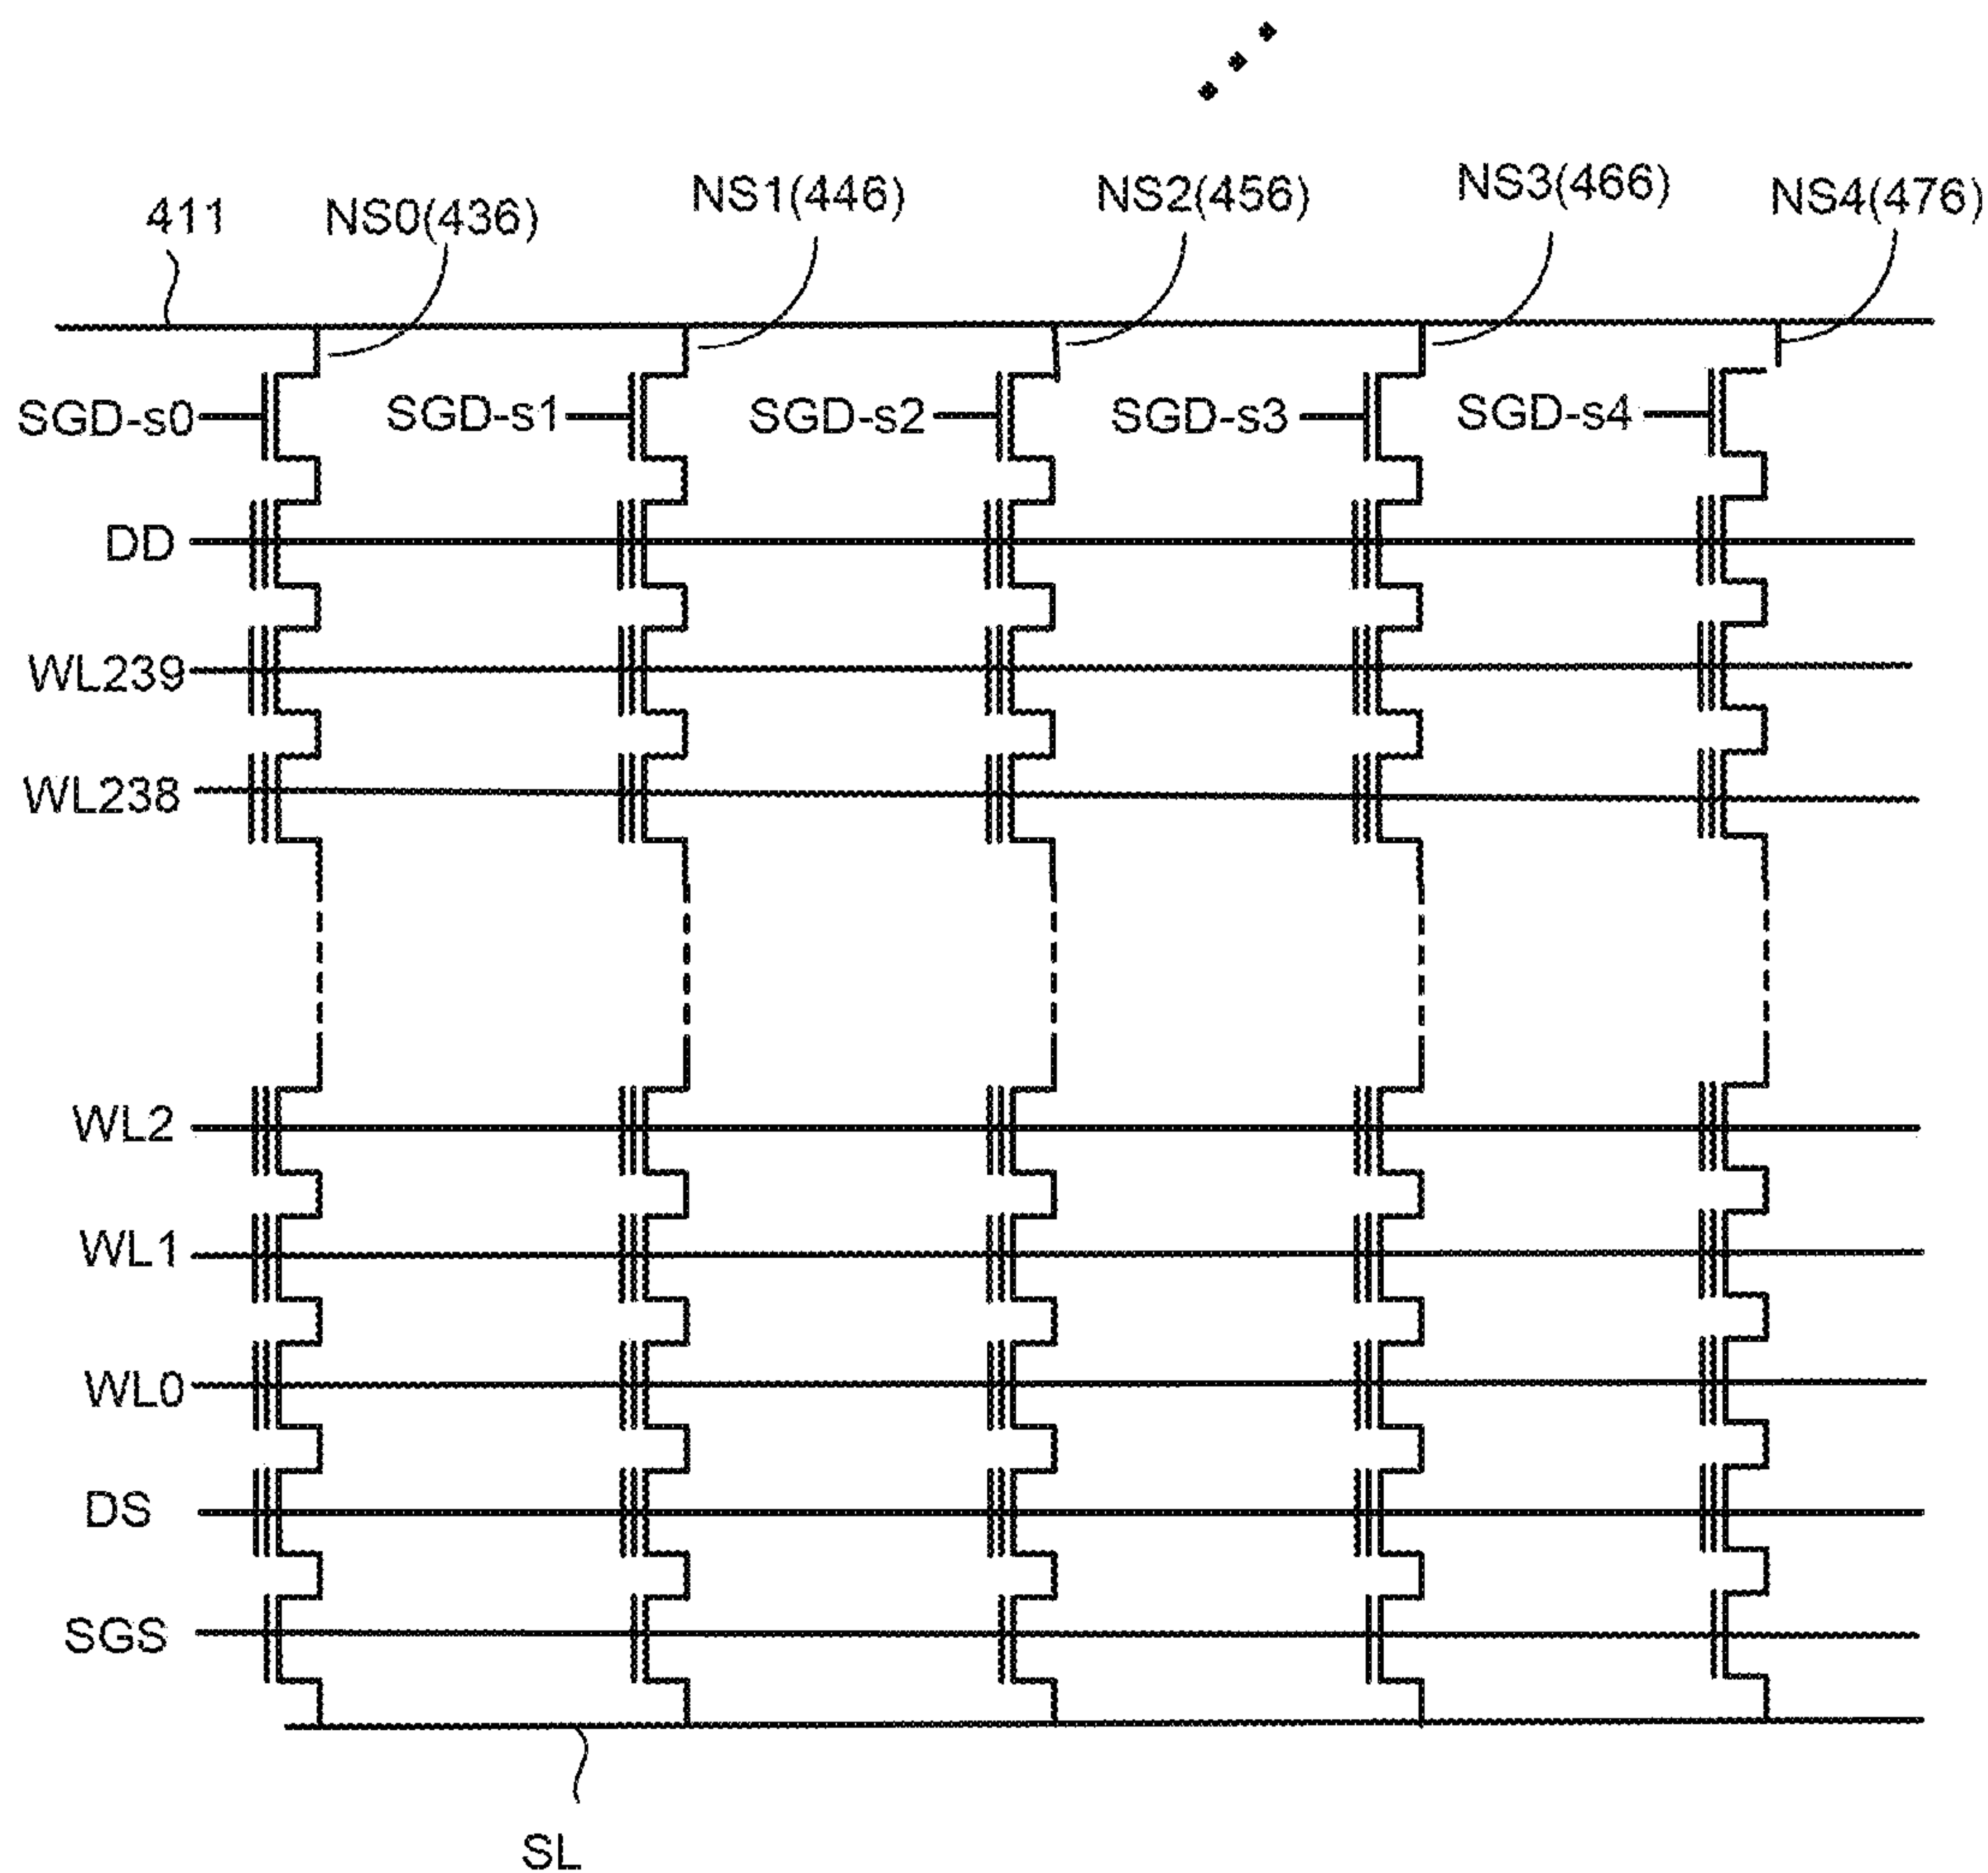 411
NS0(436)
NS1(446)
NS2(456)
NS3(466)
NS4(476)
SGD-s0
SGD-s1
SGD-s2
SGD-s3
SGD-s4
DD
WL239
WL238
WL2
WL1
WL0
DS
SGS
SL